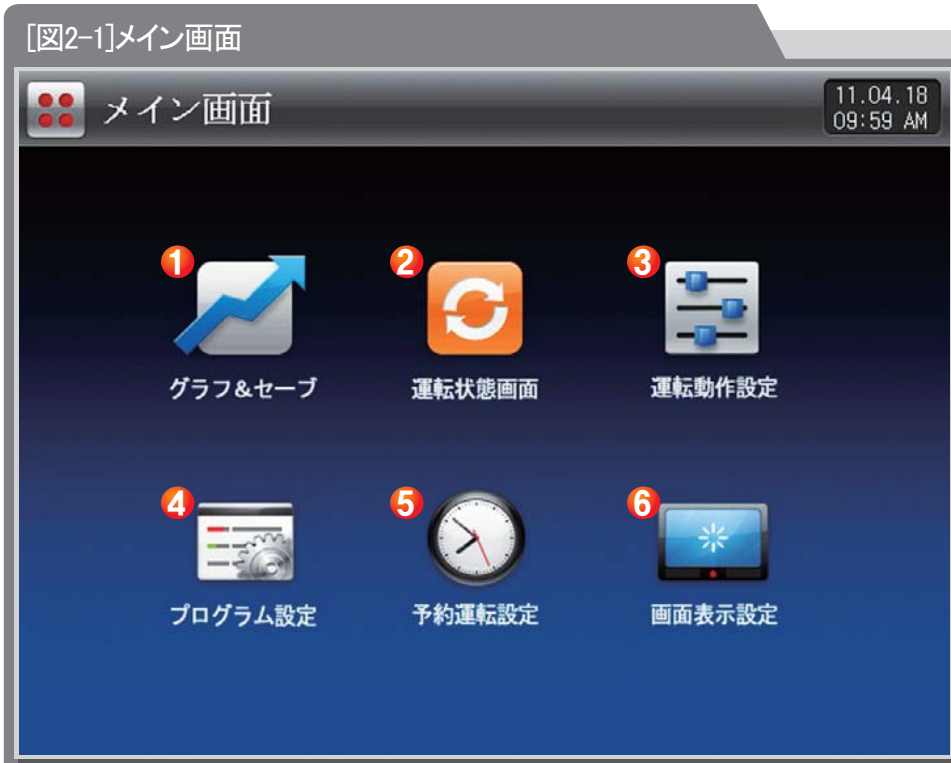 [図2-1]メイン画面
メイン画面
11.04.18
09:59 AM
1
2
3
グラフ&セーブ
運転状態画面
運転動作設定
4
5
6
プログラム設定
予約運転設定
画面表示設定